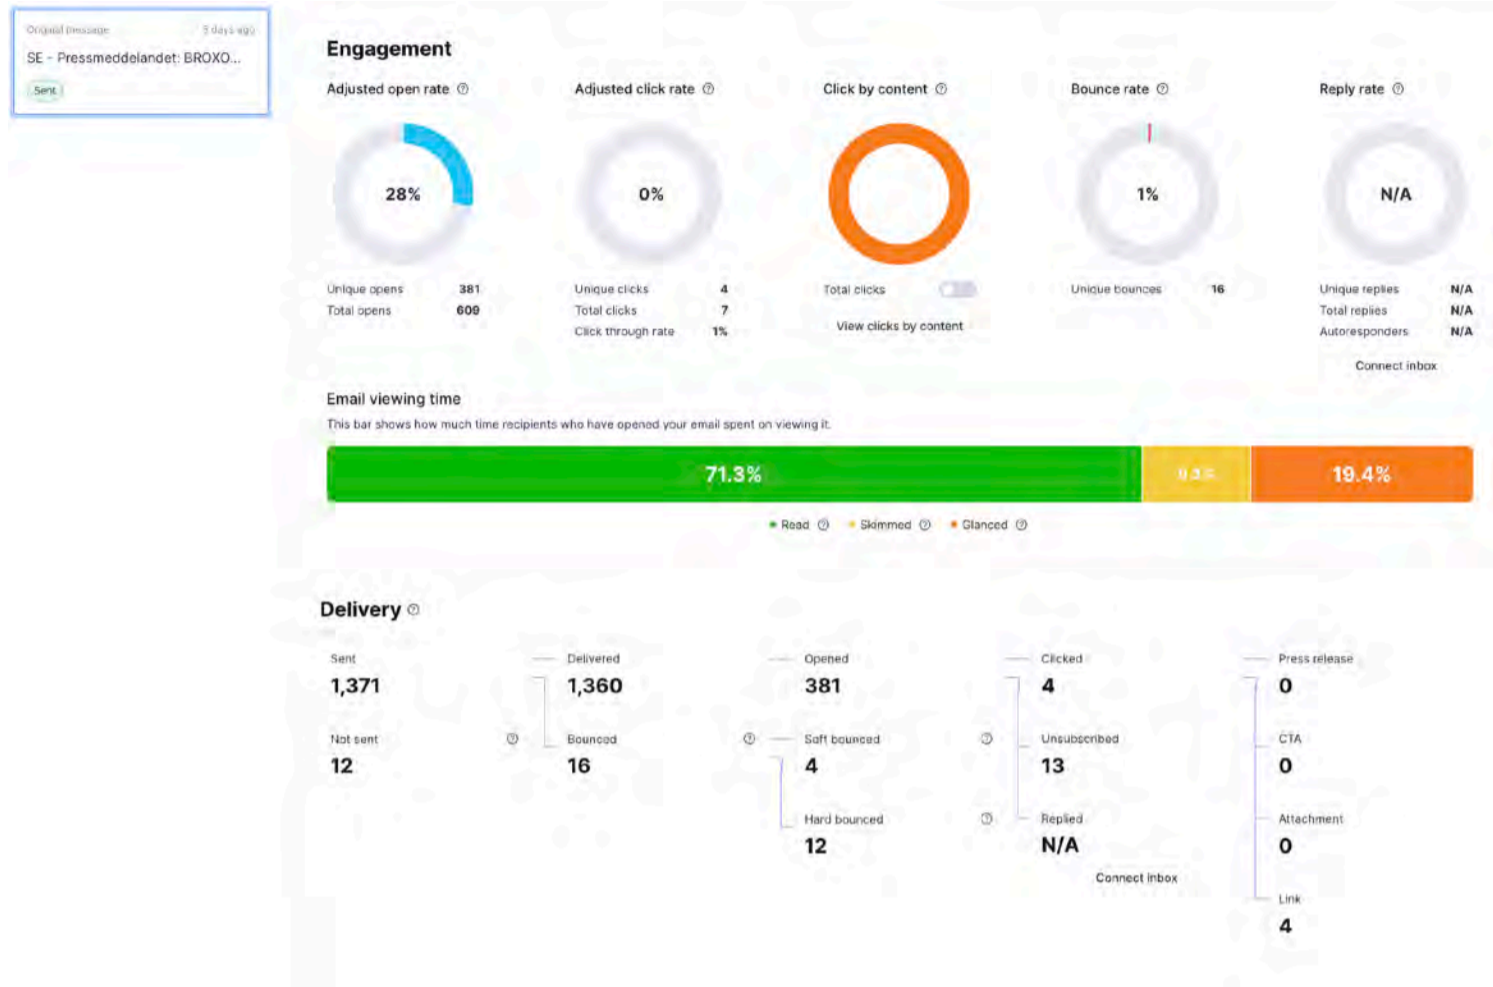 Original message
5 days ago
SE - Pressmeddelandet: BROXO...
Sent
Engagement
Adjusted open rate
28%
Unique opens 381
Total opens 609
Adjusted click rate
0%
Unique clicks 4
Total clicks 7
Click through rate 1%
Click by content
Total clicks
View clicks by content
Bounce rate
1%
Unique bounces 16
Reply rate
N/A
Unique replies N/A
Total replies N/A
Autoresponders N/A
Connect inbox
Email viewing time
This bar shows how much time recipients who have opened your email spent on viewing it.
71.3%
9.3%
19.4%
Read
Skimmed
Glanced
Delivery
Sent
1,371
Not sent
12
Delivered
1,360
Bounced
16
Opened
381
Soft bounced
4
Hard bounced
12
Clicked
4
Unsubscribed
13
Replied
N/A
Connect inbox
Press release
0
CTA
0
Attachment
0
Link
4